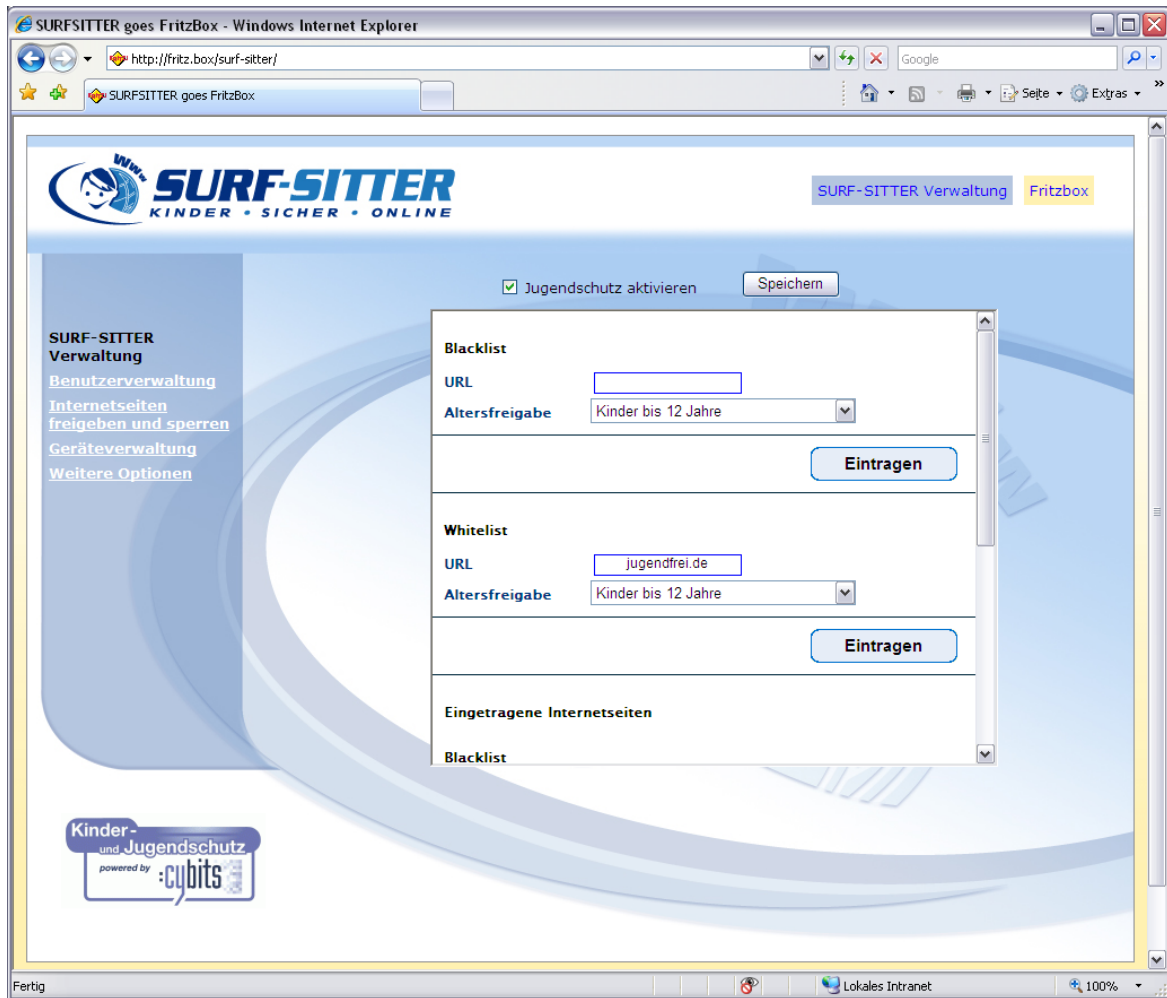 SURFSITTER goes FritzBox - Windows Internet Explorer
http://fritz.box/surf-sitter/
Google
SURFSITTER goes FritzBox
Seite
Extras
www
SURF-SITTER
KINDER • SICHER • ONLINE
SURF-SITTER Verwaltung
Fritzbox
Jugendschutz aktivieren
Speichern
SURF-SITTER
Verwaltung
Benutzerverwaltung
Internetseiten
freigeben und sperren
Geräteverwaltung
Weitere Optionen
Blacklist
URL
Altersfreigabe
Kinder bis 12 Jahre
Eintragen
Whitelist
URL
jugendfrei.de
Altersfreigabe
Kinder bis 12 Jahre
Eintragen
Eingetragene Internetseiten
Blacklist
Kinder-
und Jugendschutz
powered by :cybits
Fertig
Lokales Intranet
100%